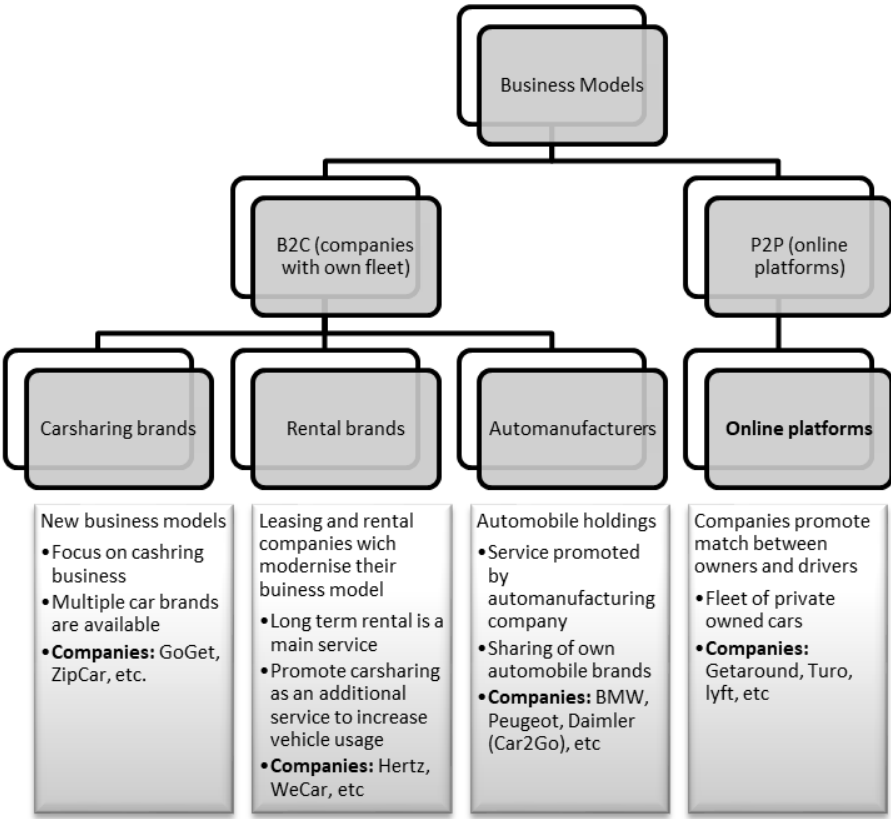 Business Models
B2C (companies
with own fleet)
P2P (online
platforms)
Carsharing brands
Rental brands
Automanufacturers
Online platforms
New business models
•Focus on cashring
business
•Multiple car brands
are available
•Companies: GoGet,
ZipCar, etc.
Leasing and rental
companies wich
modernise their
buiness model
•Long term rental is a
main service
•Promote carsharing
as an additional
service to increase
vehicle usage
•Companies: Hertz,
WeCar, etc
Automobile holdings
•Service promoted
by
automanufacturing
company
•Sharing of own
automobile brands
•Companies: BMW,
Peugeot, Daimler
(Car2Go), etc
Companies promote
match between
owners and drivers
•Fleet of private
owned cars
•Companies:
Getaround, Turo,
lyft, etc